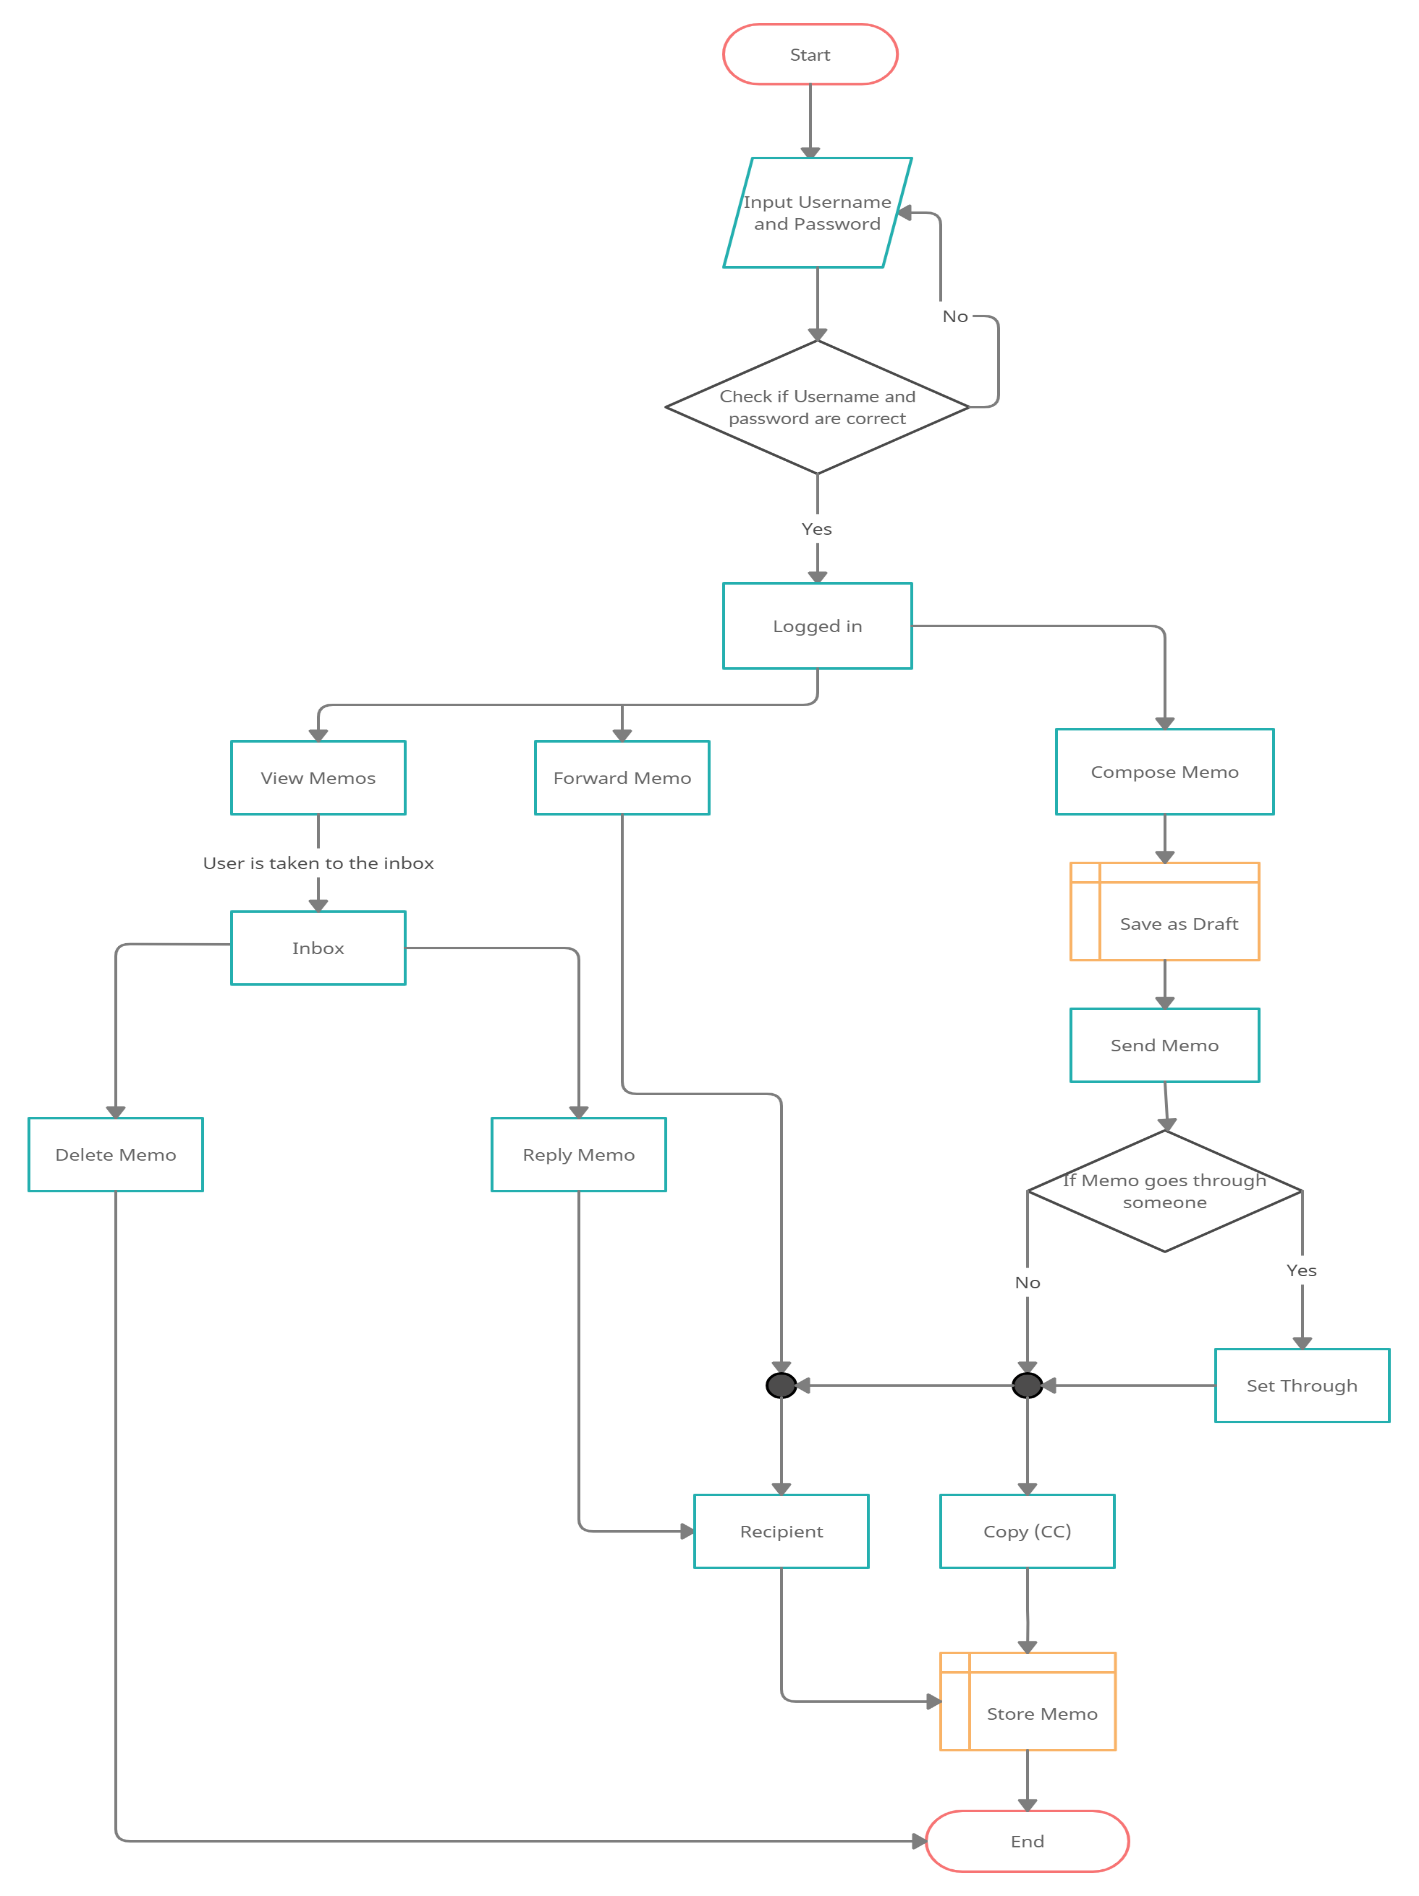 Start
Input Username
and Password
No
Check if Username and
password are correct
Yes
Logged in
View Memos
Forward Memo
Compose Memo
User is taken to the inbox
Save as Draft
Inbox
Send Memo
Delete Memo
Reply Memo
If Memo goes through
someone
No
Yes
Set Through
Recipient
Copy (CC)
Store Memo
End